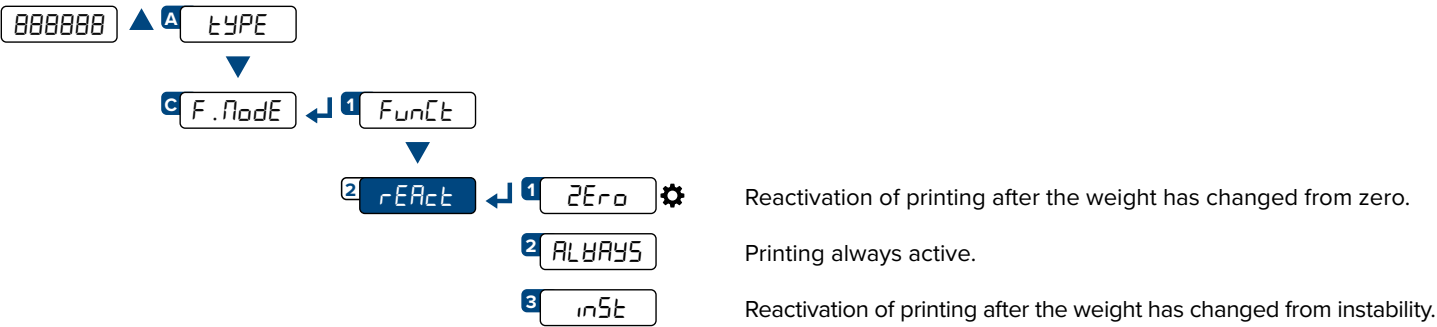 888888 A tYPE
C F.ModE 1 FunCt
2 rEAct 1 ZEro Reactivation of printing after the weight has changed from zero.
2 ALWAYS Printing always active.
3 inSt Reactivation of printing after the weight has changed from instability.